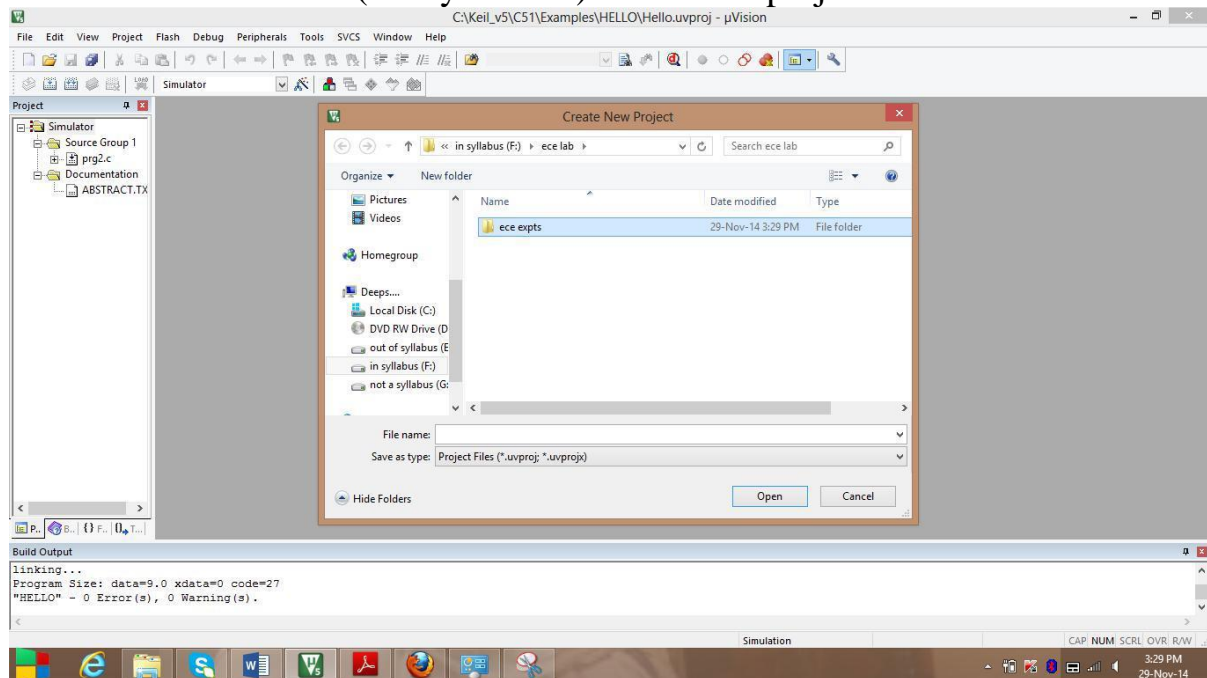 C:\Keil_v5\C51\Examples\HELLO\Hello.uvproj - µVision
File Edit View Project Flash Debug Peripherals Tools SVCS Window Help
Simulator
Project
Simulator
Source Group 1
prg2.c
Documentation
ABSTRACT.TX
Create New Project
« in syllabus (F:) ▸ ece lab ▸
Search ece lab
Organize ▾ New folder
Pictures
Videos
Homegroup
Deeps....
Local Disk (C:)
DVD RW Drive (D
out of syllabus (E
in syllabus (F:)
not a syllabus (G:
Name Date modified Type
ece expts 29-Nov-14 3:29 PM File folder
File name:
Save as type: Project Files (*.uvproj; *.uvprojx)
Hide Folders
Open Cancel
P... B... {} F... 0 T...
Build Output
linking...
Program Size: data=9.0 xdata=0 code=27
"HELLO" - 0 Error(s), 0 Warning(s).
Simulation
CAP NUM SCRL OVR R/W
3:29 PM
29-Nov-14